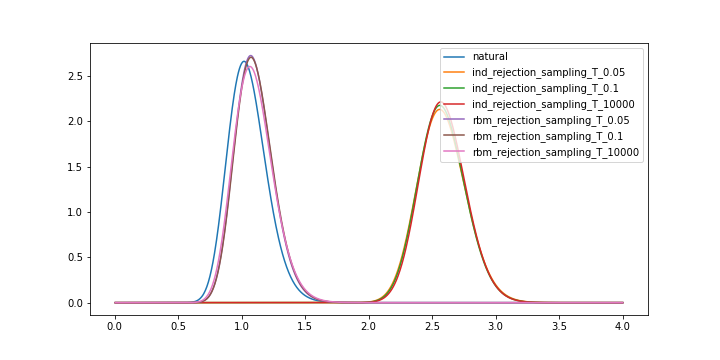 natural
ind_rejection_sampling_T_0.05
ind_rejection_sampling_T_0.1
ind_rejection_sampling_T_10000
rbm_rejection_sampling_T_0.05
rbm_rejection_sampling_T_0.1
rbm_rejection_sampling_T_10000
2.5
2.0
1.5
1.0
0.5
0.0
0.0 0.5 1.0 1.5 2.0 2.5 3.0 3.5 4.0